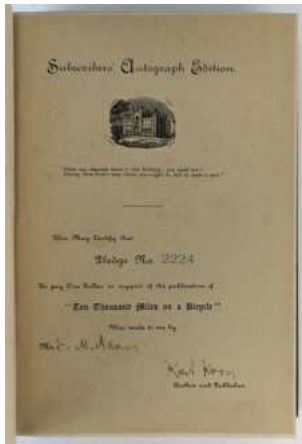 Subscribers' Autograph Edition.
This May Certify that
Pledge No. 2224
To pay One Dollar in support of the publication of
"Ten Thousand Miles on a Bicycle"
Was made to me by
Mr. E. M.
Karl Kron
Author and Publisher